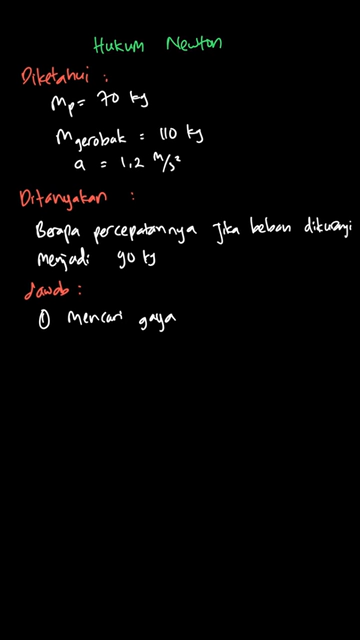 Hukum Newton
Diketahui :
Mp = 70 kg
Mgerobak = 110 kg
a = 1,2 m/s²
Ditanyakan :
Berapa percepatannya jika beban dikurangi
menjadi 90 kg
Jawab :
① Mencari gaya